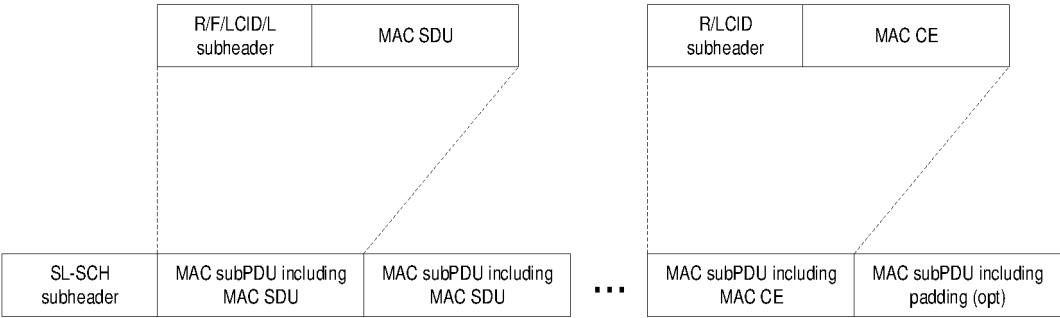 R/F/LCID/L
subheader
MAC SDU
R/LCID
subheader
MAC CE
SL-SCH
subheader
MAC subPDU including
MAC SDU
MAC subPDU including
MAC SDU
...
MAC subPDU including
MAC CE
MAC subPDU including
padding (opt)